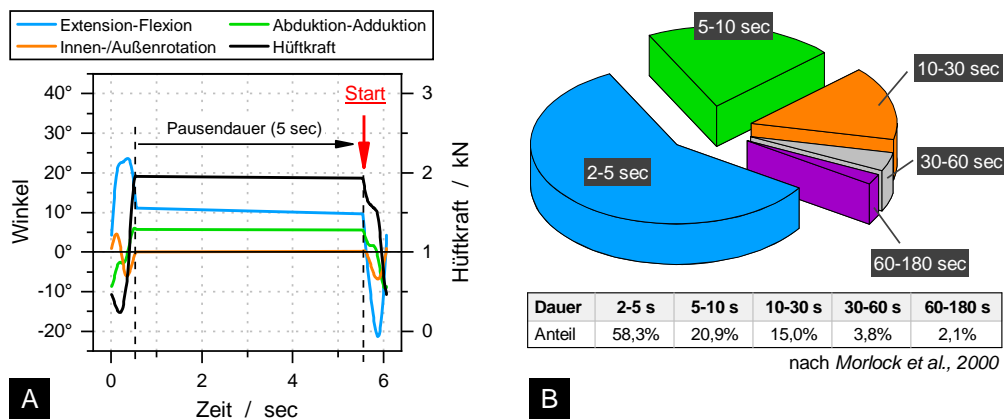 Extension-Flexion
Abduktion-Adduktion
Innen-/Außenrotation
Hüftkraft
40°
30°
20°
10°
0°
-10°
-20°
Winkel
Start
Pausendauer (5 sec)
3
2
1
0
Hüftkraft / kN
0
2
4
6
Zeit / sec
A
5-10 sec
10-30 sec
2-5 sec
30-60 sec
60-180 sec
Dauer 2-5 s 5-10 s 10-30 s 30-60 s 60-180 s
Anteil 58,3% 20,9% 15,0% 3,8% 2,1%
nach Morlock et al., 2000
B